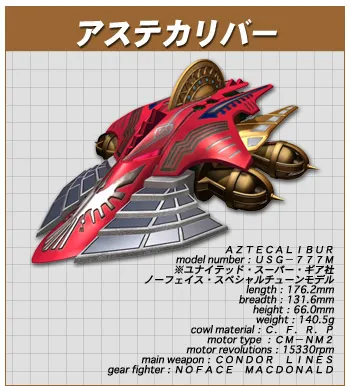 アステカリバー
AZTECALIBUR
model number : USG-777M
※ユナイテッド・スーパー・ギア社
ノーフェイス・スペシャルチューンモデル
length : 176.2mm
breadth : 131.6mm
height : 66.0mm
weight : 140.5g
cowl material : C. F. R. P
motor type : CM-NM2
motor revolutions : 15330rpm
main weapon : CONDOR LINES
gear fighter : NOFACE MACDONALD